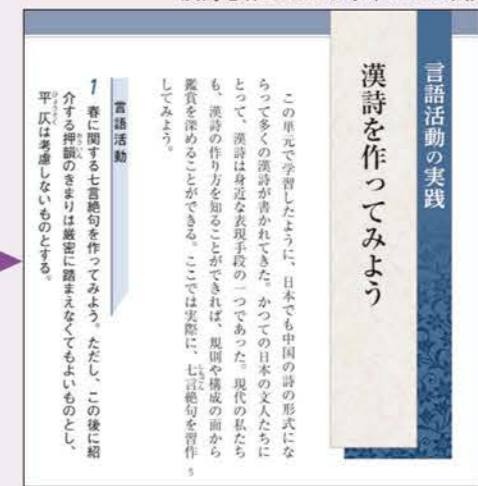 言語活動の実践
漢詩を作ってみよう
この単元で学習したように、日本でも中国の詩の形式にな
らって多くの漢詩が書かれてきた。かつての日本の文人たちに
とって、漢詩は身近な表現手段の一つであった。現代の私たち
も、漢詩の作り方を知ることができれば、規則や構成の面から
鑑賞を深めることができる。ここでは実際に、七言絶句を習作
してみよう。
5
言語活動
1 春に関する七言絶句を作ってみよう。ただし、この後に紹
介する押韻のきまりは厳密に踏まえなくてもよいものとし、
平仄は考慮しないものとする。